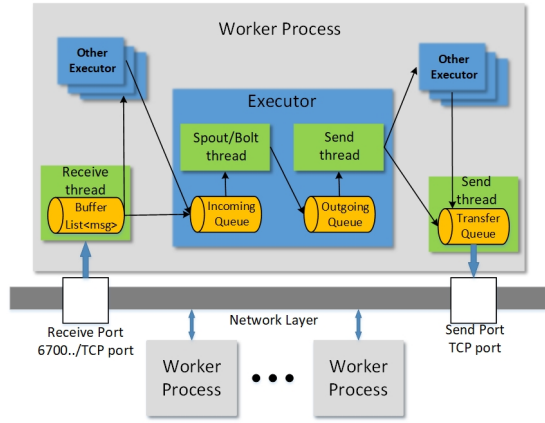 Worker Process
Other
Executor
Other
Executor
Executor
Spout/Bolt
thread
Send
thread
Receive
thread
Buffer
List<msg>
Incoming
Queue
Outgoing
Queue
Send
thread
Transfer
Queue
Network Layer
Receive Port
6700../TCP port
Send Port
TCP port
Worker
Process
Worker
Process